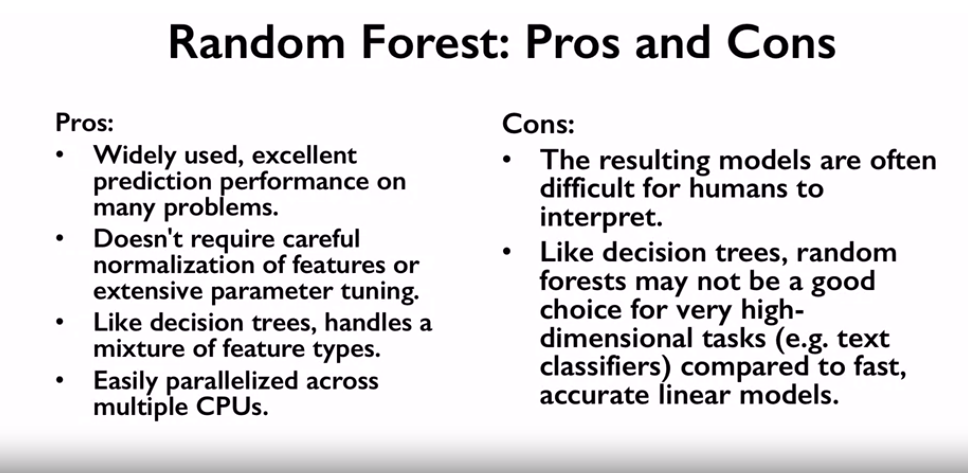 Random Forest: Pros and Cons
Pros:
• Widely used, excellent
prediction performance on
many problems.
• Doesn't require careful
normalization of features or
extensive parameter tuning.
• Like decision trees, handles a
mixture of feature types.
• Easily parallelized across
multiple CPUs.
Cons:
• The resulting models are often
difficult for humans to
interpret.
• Like decision trees, random
forests may not be a good
choice for very high-
dimensional tasks (e.g. text
classifiers) compared to fast,
accurate linear models.